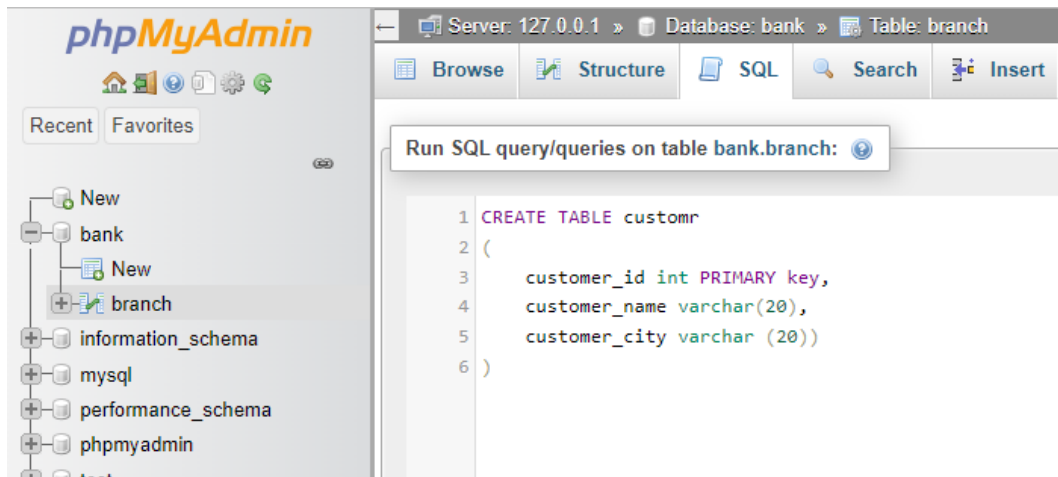 phpMyAdmin
Recent Favorites
New
bank
New
branch
information_schema
mysql
performance_schema
phpmyadmin
Server: 127.0.0.1 » Database: bank » Table: branch
Browse Structure SQL Search Insert
Run SQL query/queries on table bank.branch:
1 CREATE TABLE customr
2 (
3 customer_id int PRIMARY key,
4 customer_name varchar(20),
5 customer_city varchar (20))
6 )